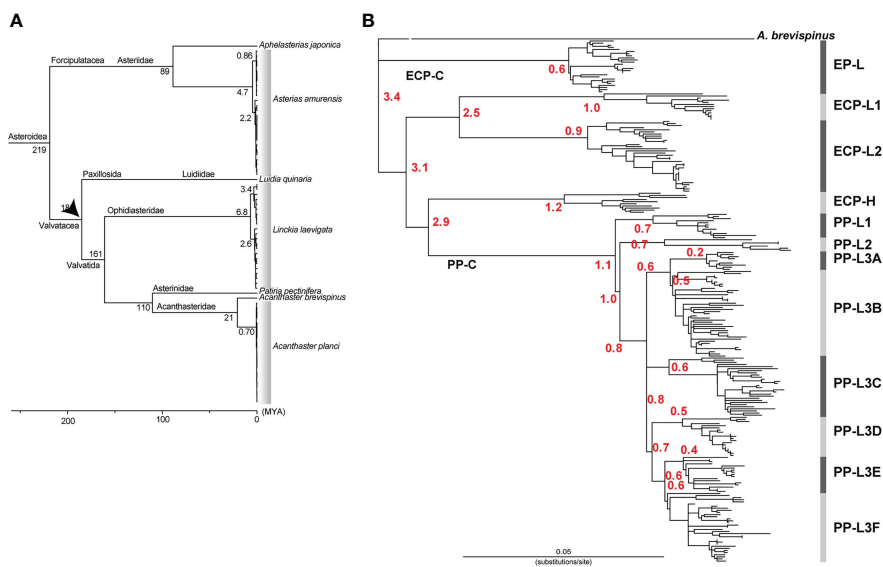 A
Aphelasterias japonica
0.86
Forcipulatacea
Asteriidae
89
4.7
Asterias amurensis
2.2
Asteroidea
219
Paxillosida
Luidiidae
Luidia quinaria
3.4
Ophidiasteridae
6.8
Valvatacea
Linckia laevigata
2.6
161
Valvatida
Asterinidae
Patiria pectinifera
Acanthaster brevispinus
110
Acanthasteridae
21
0.70
Acanthaster planci
200
0
(MYA)
B
A. brevispinus
EP-L
0.6
ECP-C
3.4
ECP-L1
1.0
2.5
0.9
ECP-L2
3.1
ECP-H
1.2
2.9
PP-L1
0.7
PP-L2
0.7
PP-L3A
0.2
PP-C
1.1
0.6
0.5
1.0
PP-L3B
0.8
0.6
PP-L3C
0.8
0.5
PP-L3D
0.7
0.4
PP-L3E
0.6
0.6
PP-L3F
0.05
(substitutions/site)